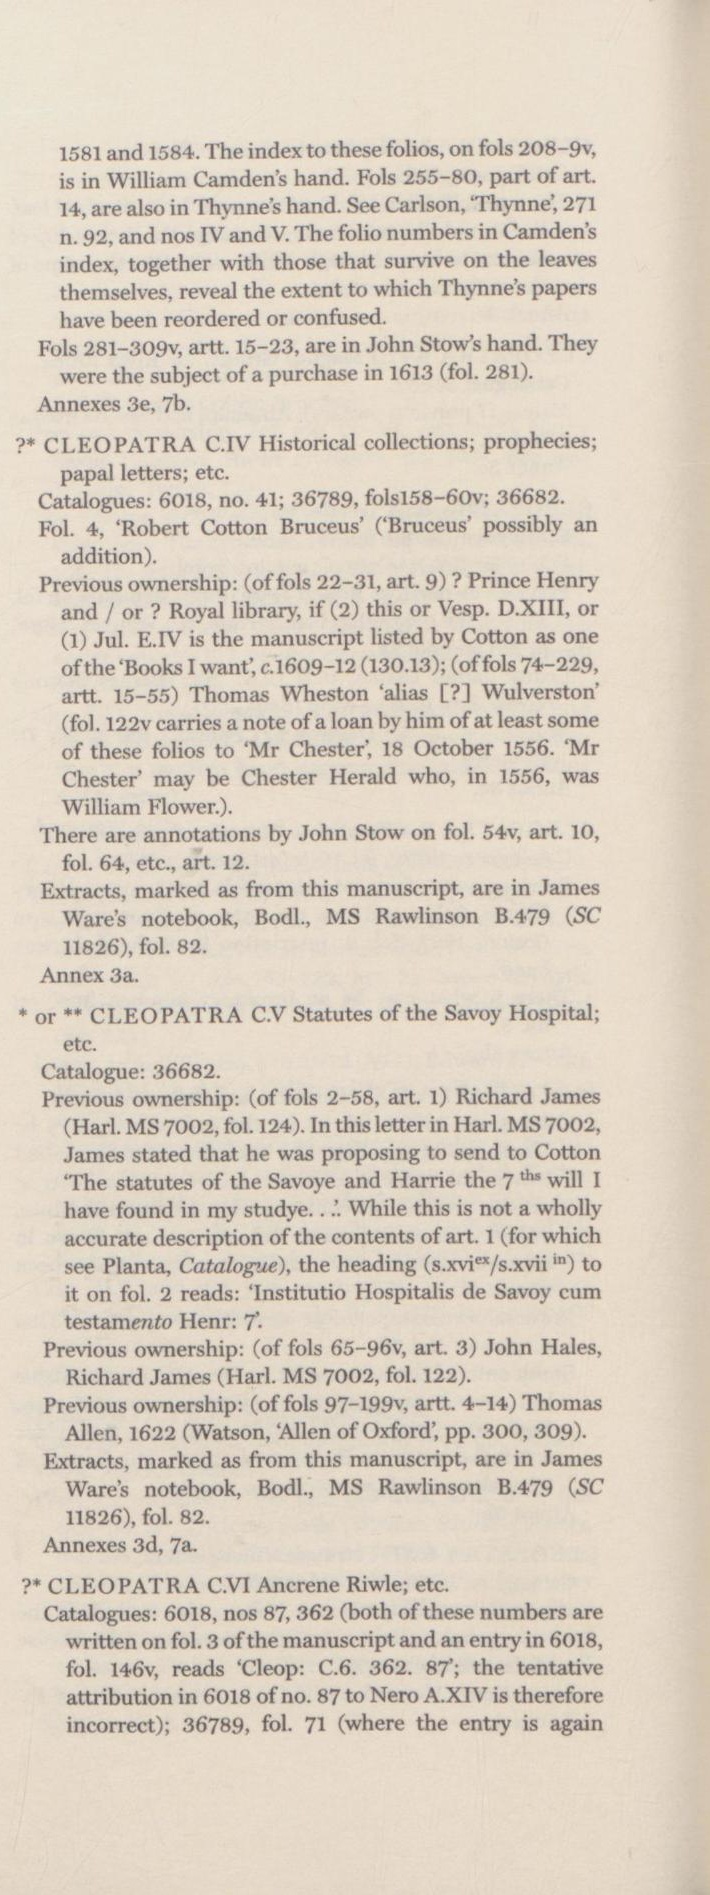 1581 and 1584. The index to these folios, on fols 208–9v,
is in William Camden's hand. Fols 255–80, part of art.
14, are also in Thynne's hand. See Carlson, 'Thynne', 271
n. 92, and nos IV and V. The folio numbers in Camden's
index, together with those that survive on the leaves
themselves, reveal the extent to which Thynne's papers
have been reordered or confused.
Fols 281–309v, artt. 15–23, are in John Stow's hand. They
were the subject of a purchase in 1613 (fol. 281).
Annexes 3e, 7b.
?* CLEOPATRA C.IV Historical collections; prophecies;
papal letters; etc.
Catalogues: 6018, no. 41; 36789, fols158–60v; 36682.
Fol. 4, 'Robert Cotton Bruceus' ('Bruceus' possibly an
addition).
Previous ownership: (of fols 22–31, art. 9) ? Prince Henry
and / or ? Royal library, if (2) this or Vesp. D.XIII, or
(1) Jul. E.IV is the manuscript listed by Cotton as one
of the 'Books I want', c.1609–12 (130.13); (of fols 74–229,
artt. 15–55) Thomas Wheston 'alias [?] Wulverston'
(fol. 122v carries a note of a loan by him of at least some
of these folios to 'Mr Chester', 18 October 1556. 'Mr
Chester' may be Chester Herald who, in 1556, was
William Flower.).
There are annotations by John Stow on fol. 54v, art. 10,
fol. 64, etc., art. 12.
Extracts, marked as from this manuscript, are in James
Ware's notebook, Bodl., MS Rawlinson B.479 (SC
11826), fol. 82.
Annex 3a.
* or ** CLEOPATRA C.V Statutes of the Savoy Hospital;
etc.
Catalogue: 36682.
Previous ownership: (of fols 2–58, art. 1) Richard James
(Harl. MS 7002, fol. 124). In this letter in Harl. MS 7002,
James stated that he was proposing to send to Cotton
'The statutes of the Savoye and Harrie the 7 ths will I
have found in my studye. . .'. While this is not a wholly
accurate description of the contents of art. 1 (for which
see Planta, Catalogue), the heading (s.xviex/s.xvii in) to
it on fol. 2 reads: 'Institutio Hospitalis de Savoy cum
testamento Henr: 7'.
Previous ownership: (of fols 65–96v, art. 3) John Hales,
Richard James (Harl. MS 7002, fol. 122).
Previous ownership: (of fols 97–199v, artt. 4–14) Thomas
Allen, 1622 (Watson, 'Allen of Oxford', pp. 300, 309).
Extracts, marked as from this manuscript, are in James
Ware's notebook, Bodl., MS Rawlinson B.479 (SC
11826), fol. 82.
Annexes 3d, 7a.
?* CLEOPATRA C.VI Ancrene Riwle; etc.
Catalogues: 6018, nos 87, 362 (both of these numbers are
written on fol. 3 of the manuscript and an entry in 6018,
fol. 146v, reads 'Cleop: C.6. 362. 87'; the tentative
attribution in 6018 of no. 87 to Nero A.XIV is therefore
incorrect); 36789, fol. 71 (where the entry is again